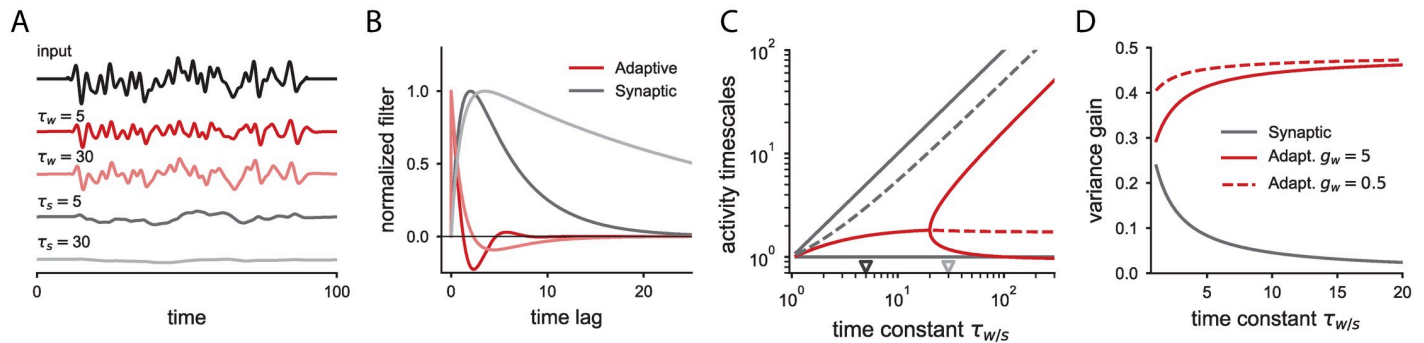 A
input
τw = 5
τw = 30
τs = 5
τs = 30
0
100
time
B
normalized filter
1.0
0.5
0.0
Adaptive
Synaptic
0
10
20
time lag
C
activity timescales
10²
10¹
10⁰
10⁰
10¹
10²
time constant τw/s
D
variance gain
0.5
0.4
0.3
0.2
0.1
0.0
Synaptic
Adapt. gw = 5
Adapt. gw = 0.5
5
10
15
20
time constant τw/s